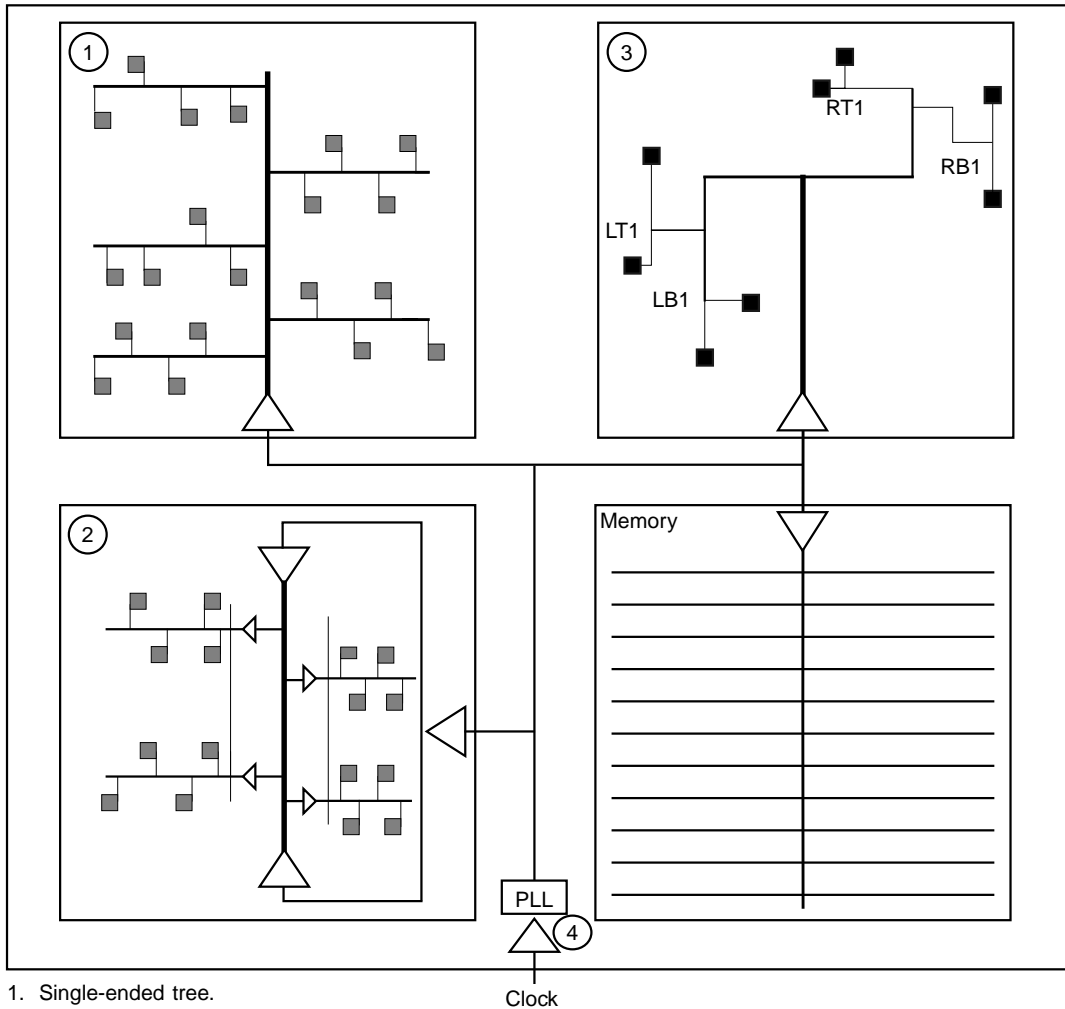 1
3
RT1
RB1
LT1
LB1
2
Memory
PLL
4
1. Single-ended tree.
Clock